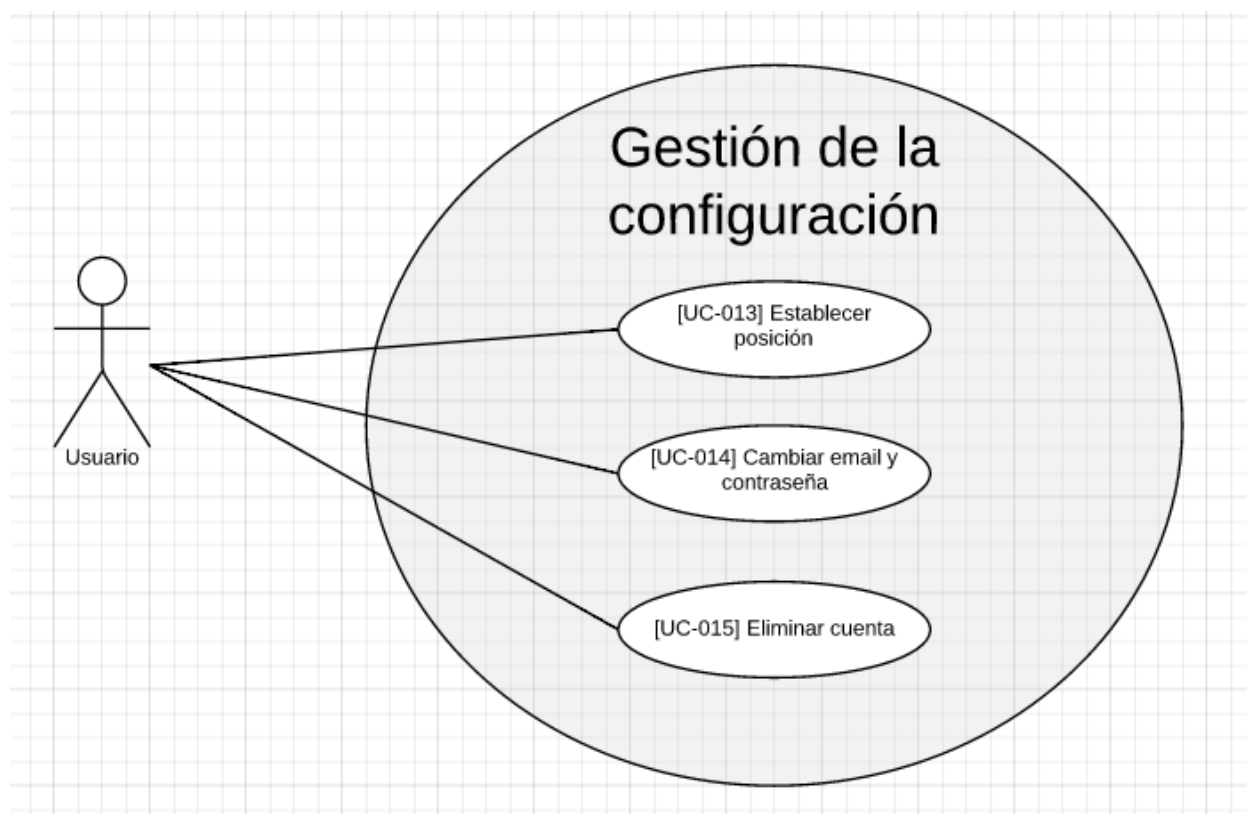 Gestión de la
configuración
[UC-013] Establecer
posición
Usuario
[UC-014] Cambiar email y
contraseña
[UC-015] Eliminar cuenta